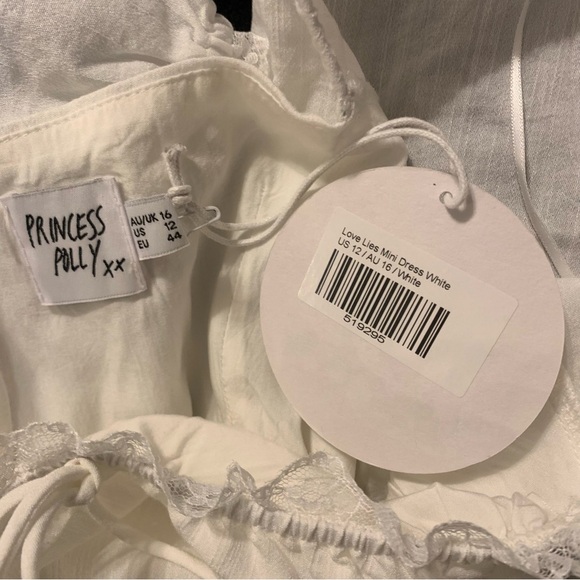 PRINCESS
POLLY xx
AU/UK 16
US 12
EU 44
Love Lies Mini Dress White
US 12 / AU 16 / White
519295